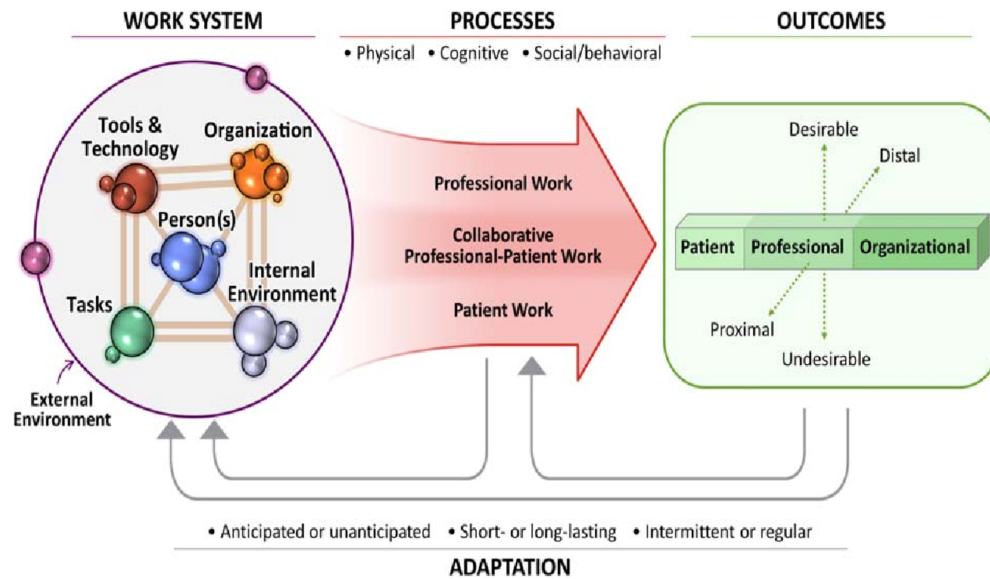 WORK SYSTEM
PROCESSES
• Physical • Cognitive • Social/behavioral
OUTCOMES
Tools &
Technology
Organization
Person(s)
Internal
Environment
Tasks
External
Environment
Professional Work
Collaborative
Professional-Patient Work
Patient Work
Desirable
Distal
Patient Professional Organizational
Proximal
Undesirable
• Anticipated or unanticipated • Short- or long-lasting • Intermittent or regular
ADAPTATION